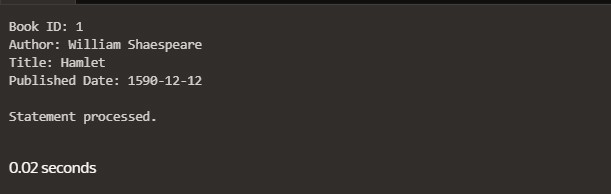 Book ID: 1
Author: William Shaespeare
Title: Hamlet
Published Date: 1590-12-12
Statement processed.
0.02 seconds